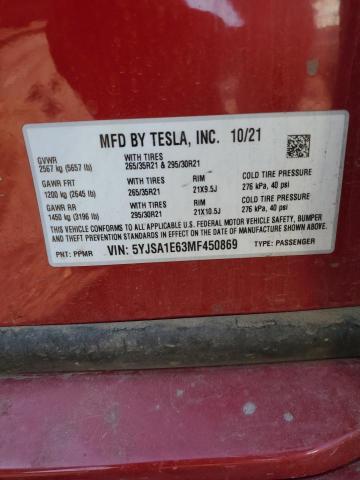 MFD BY TESLA, INC. 10/21
GVWR WITH TIRES
2567 kg (5657 lb) 265/35R21 & 295/30R21
GAWR FRT WITH TIRES RIM COLD TIRE PRESSURE
1200 kg (2645 lb) 265/35R21 21X9.5J 276 kPa, 40 psi
GAWR RR WITH TIRES RIM COLD TIRE PRESSURE
1450 kg (3196 lb) 295/30R21 21X10.5J 276 kPa, 40 psi
THIS VEHICLE CONFORMS TO ALL APPLICABLE U.S. FEDERAL MOTOR VEHICLE SAFETY, BUMPER
AND THEFT PREVENTION STANDARDS IN EFFECT ON THE DATE OF MANUFACTURE SHOWN ABOVE.
PNT: PPMR VIN: 5YJSA1E63MF450869 TYPE: PASSENGER